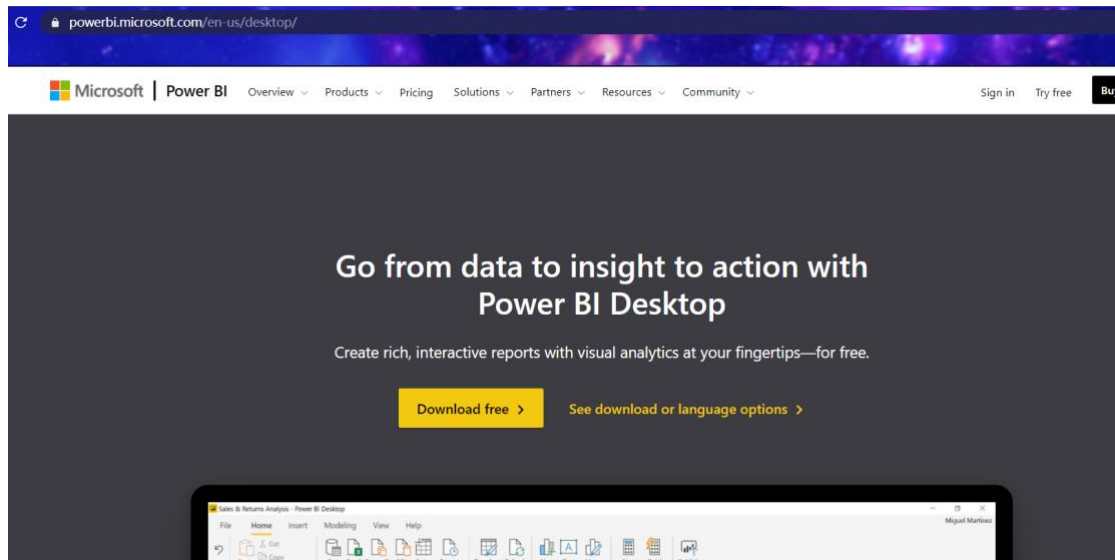 powerbi.microsoft.com/en-us/desktop/
Microsoft | Power BI Overview Products Pricing Solutions Partners Resources Community Sign in Try free Bu
Go from data to insight to action with
Power BI Desktop
Create rich, interactive reports with visual analytics at your fingertips—for free.
Download free > See download or language options >
Sales & Returns Analysis - Power BI Desktop
Miguel Martinez
File Home Insert Modeling View Help
Cut
Copy